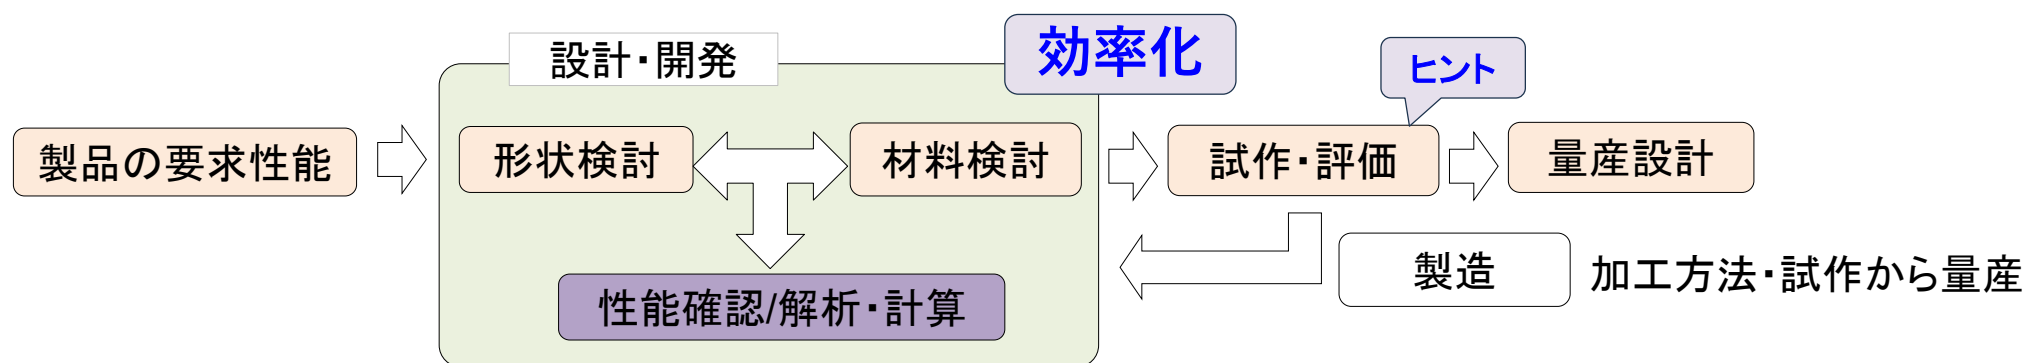 設計・開発
効率化
ヒント
製品の要求性能
形状検討
材料検討
試作・評価
量産設計
性能確認/解析・計算
製造
加工方法・試作から量産